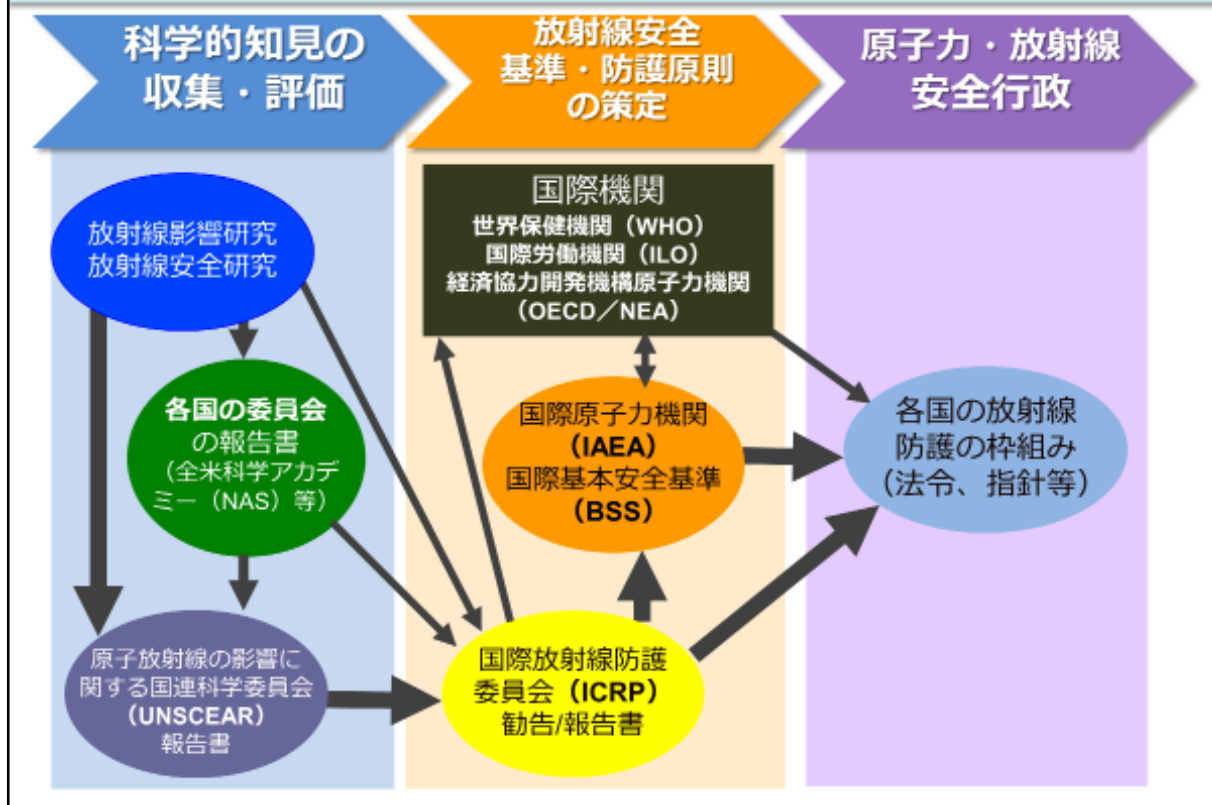 科学的知見の
収集・評価
放射線安全
基準・防護原則
の策定
原子力・放射線
安全行政
放射線影響研究
放射線安全研究
各国の委員会
の報告書
（全米科学アカデ
ミー（NAS）等）
原子放射線の影響に
関する国連科学委員会
（UNSCEAR）
報告書
国際機関
世界保健機関（WHO）
国際労働機関（ILO）
経済協力開発機構原子力機関
（OECD／NEA）
国際原子力機関
（IAEA）
国際基本安全基準
（BSS）
国際放射線防護
委員会（ICRP）
勧告/報告書
各国の放射線
防護の枠組み
（法令、指針等）